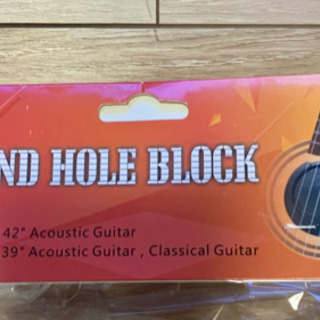 ND HOLE BLOCK
42" Acoustic Guitar
39" Acoustic Guitar , Classical Guitar